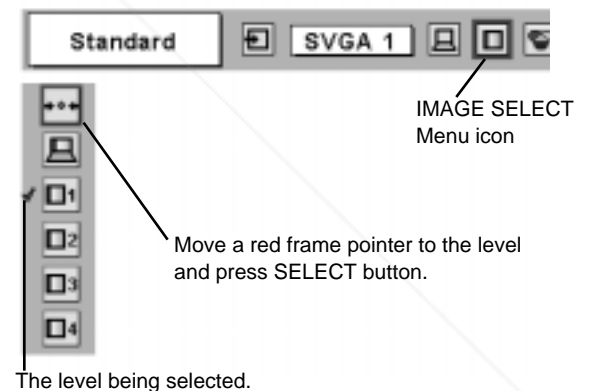 Standard SVGA 1
IMAGE SELECT
Menu icon
1
2
3
4
Move a red frame pointer to the level
and press SELECT button.
The level being selected.